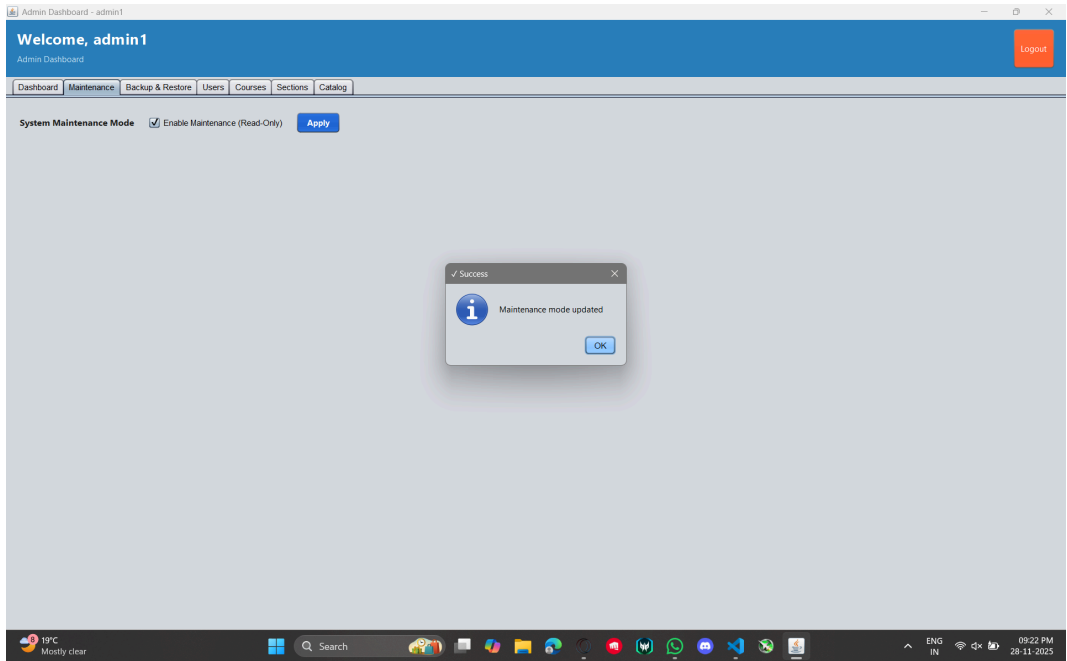 Admin Dashboard - admin1
Welcome, admin1
Admin Dashboard
Logout
Dashboard Maintenance Backup & Restore Users Courses Sections Catalog
System Maintenance Mode Enable Maintenance (Read-Only) Apply
✓ Success
Maintenance mode updated
OK
8
19°C
Mostly clear
Search
ENG
IN
09:22 PM
28-11-2025